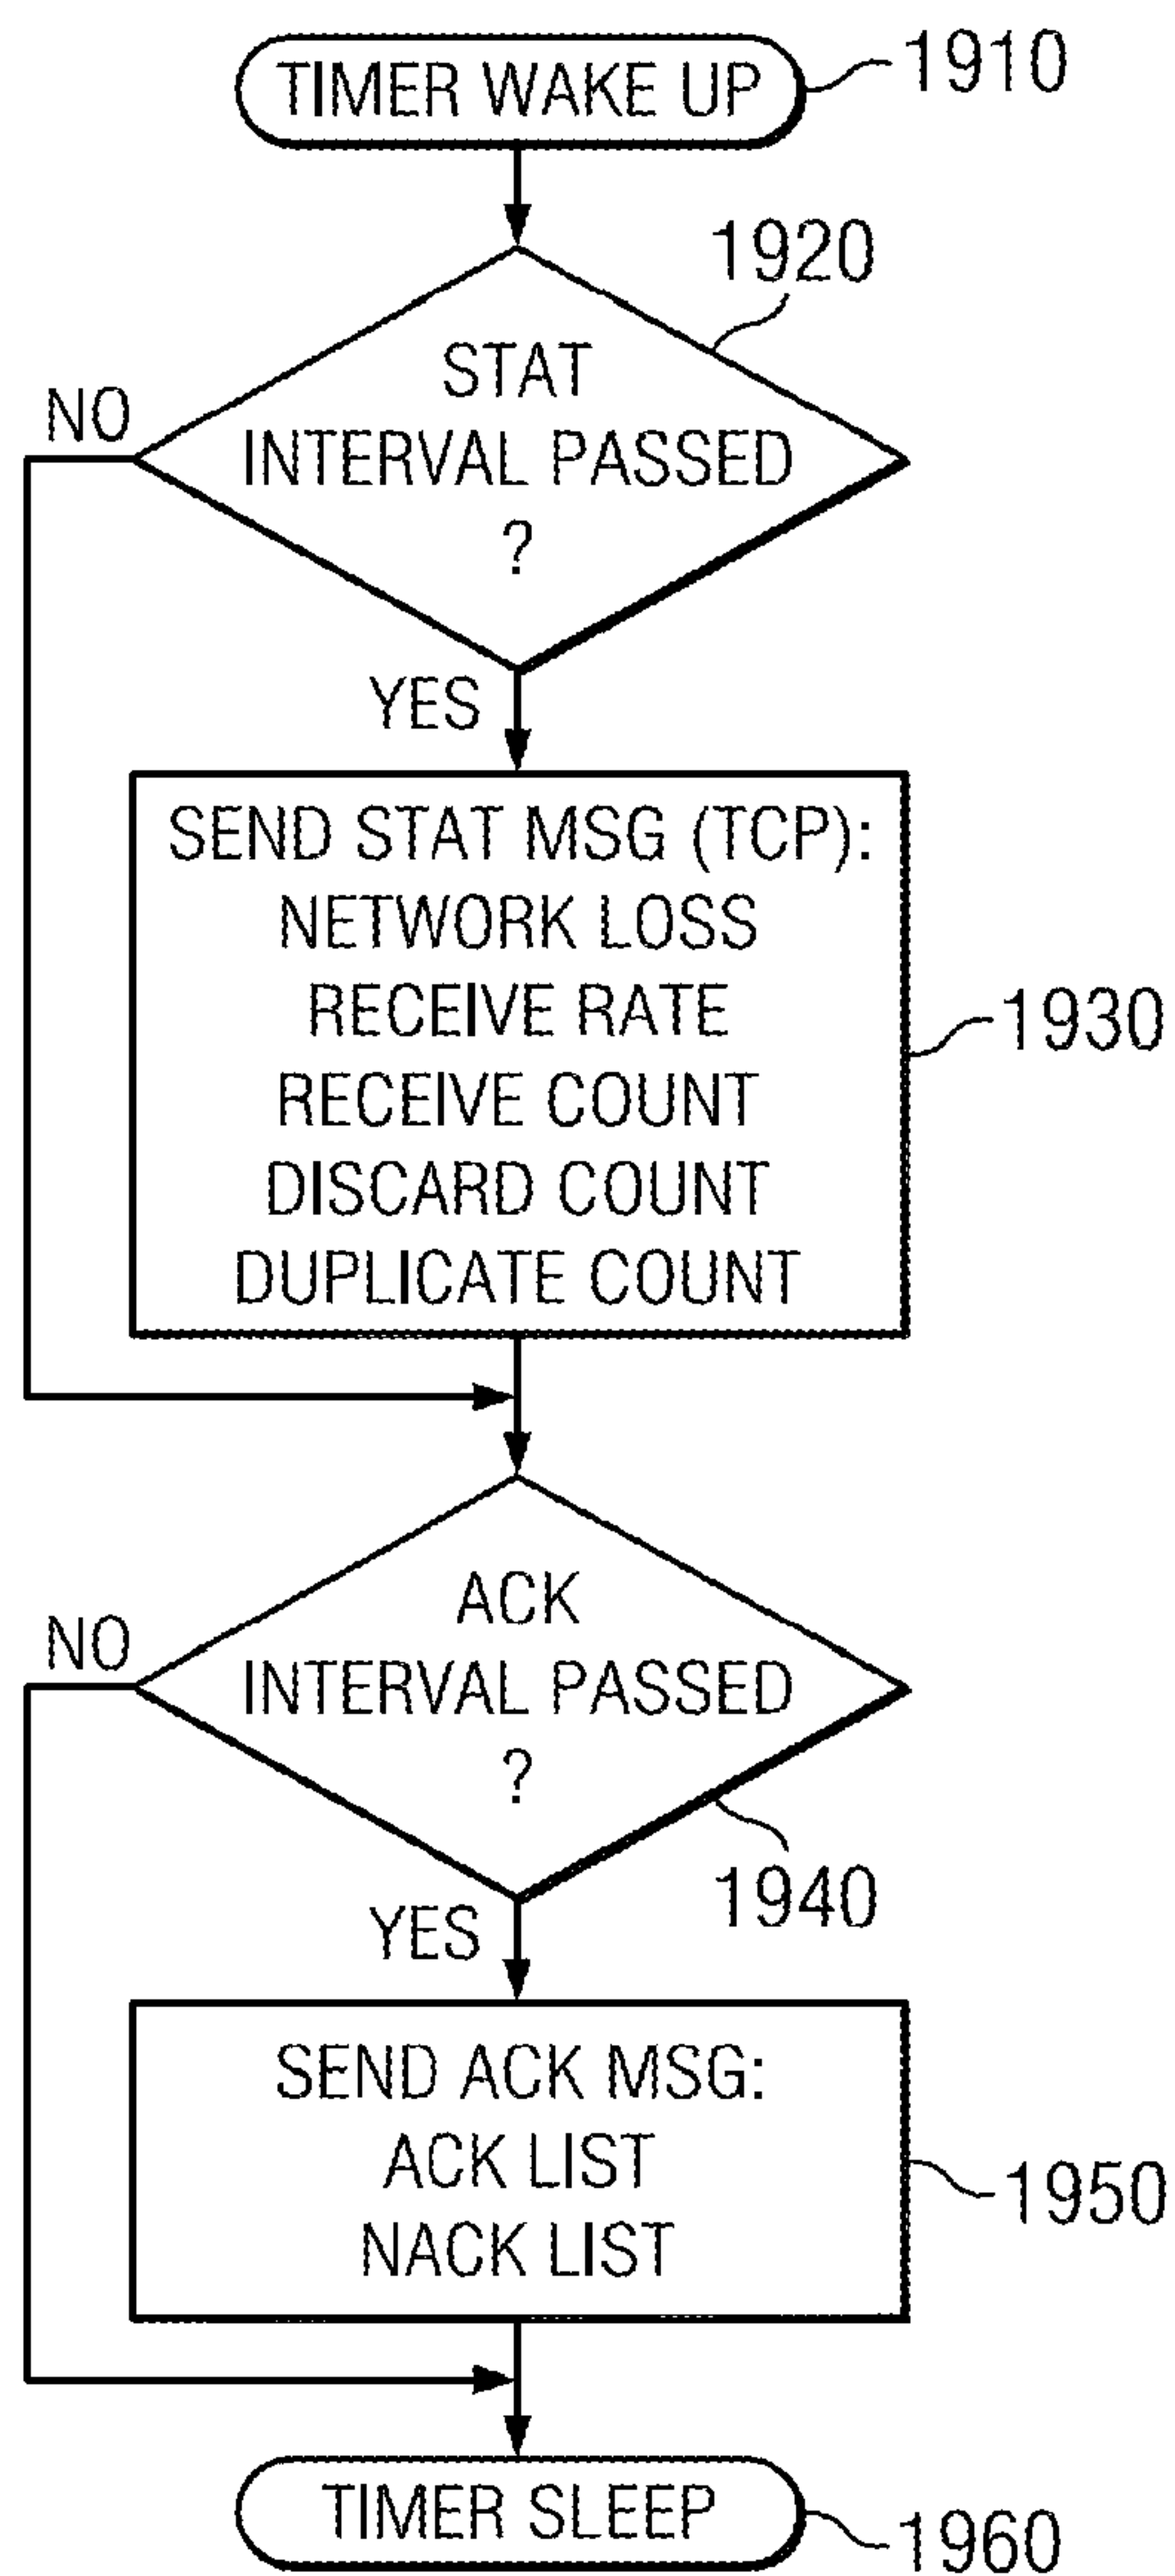 TIMER WAKE UP
1910
1920
STAT
INTERVAL PASSED
?
NO
YES
SEND STAT MSG (TCP):
NETWORK LOSS
RECEIVE RATE
RECEIVE COUNT
DISCARD COUNT
DUPLICATE COUNT
1930
ACK
INTERVAL PASSED
?
NO
1940
YES
SEND ACK MSG:
ACK LIST
NACK LIST
1950
TIMER SLEEP
1960